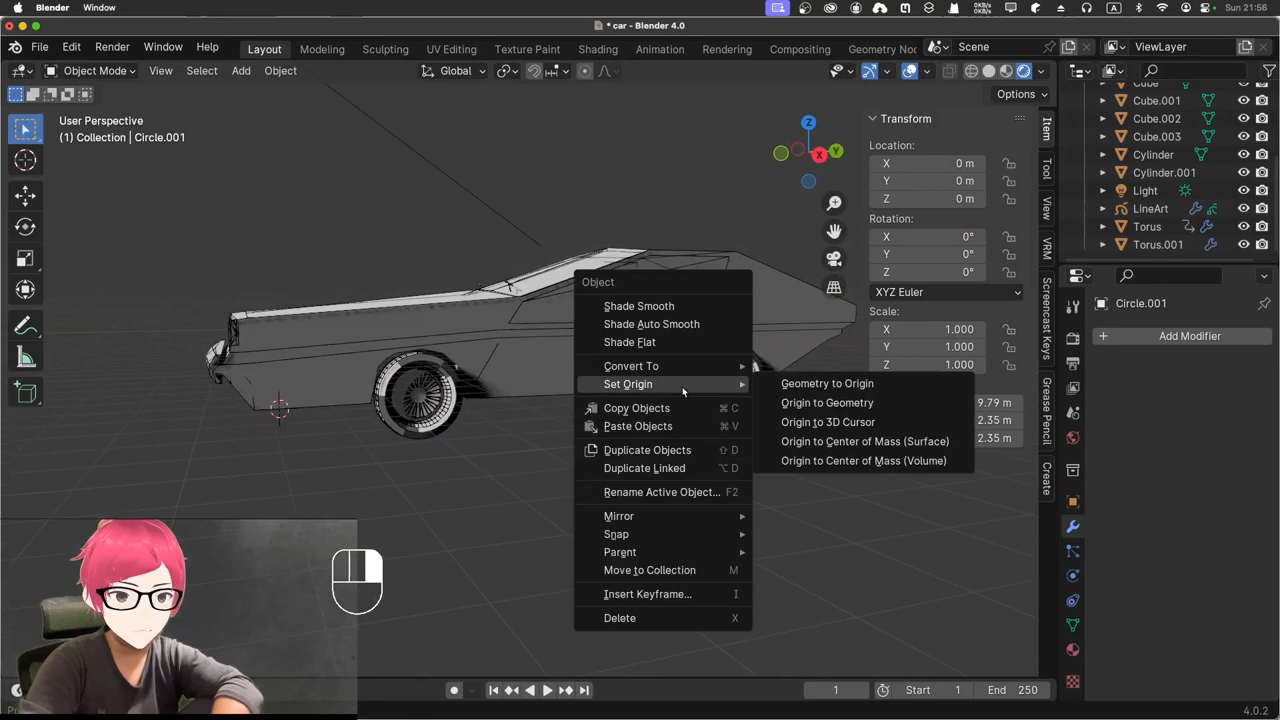 Blender Window
0KB/s
0KB/s
A
Sun 21:56
* car - Blender 4.0
File Edit Render Window Help
Layout Modeling Sculpting UV Editing Texture Paint Shading Animation Rendering Compositing Geometry Noc
Scene
ViewLayer
Object Mode View Select Add Object
Global
Options
User Perspective
(1) Collection | Circle.001
Z
Y
X
Transform
Location:
X 0 m
Y 0 m
Z 0 m
Rotation:
X 0°
Y 0°
Z 0°
XYZ Euler
Scale:
X 1.000
Y 1.000
Z 1.000
9.79 m
2.35 m
2.35 m
Item
Tool
View
VRM
Screencast Keys
Grease Pencil
Create
Cube
Cube.001
Cube.002
Cube.003
Cylinder
Cylinder.001
Light
LineArt
Torus
Torus.001
Circle.001
Add Modifier
Object
Shade Smooth
Shade Auto Smooth
Shade Flat
Convert To
Set Origin
Copy Objects ⌘ C
Paste Objects ⌘ V
Duplicate Objects ⇧ D
Duplicate Linked ⌥ D
Rename Active Object... F2
Mirror
Snap
Parent
Move to Collection M
Insert Keyframe... I
Delete X
Geometry to Origin
Origin to Geometry
Origin to 3D Cursor
Origin to Center of Mass (Surface)
Origin to Center of Mass (Volume)
1
Start 1
End 250
4.0.2